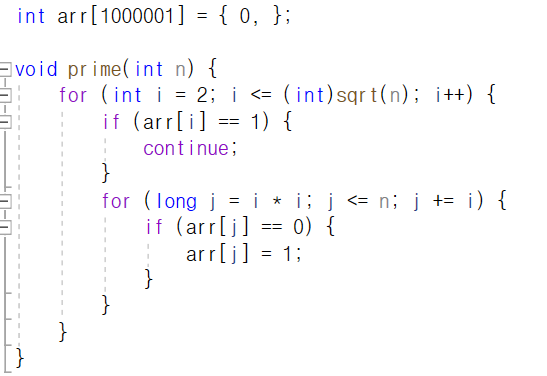 int arr[1000001] = { 0, };
void prime(int n) {
for (int i = 2; i <= (int)sqrt(n); i++) {
if (arr[i] == 1) {
continue;
}
for (long j = i * i; j <= n; j += i) {
if (arr[j] == 0) {
arr[j] = 1;
}
}
}
}